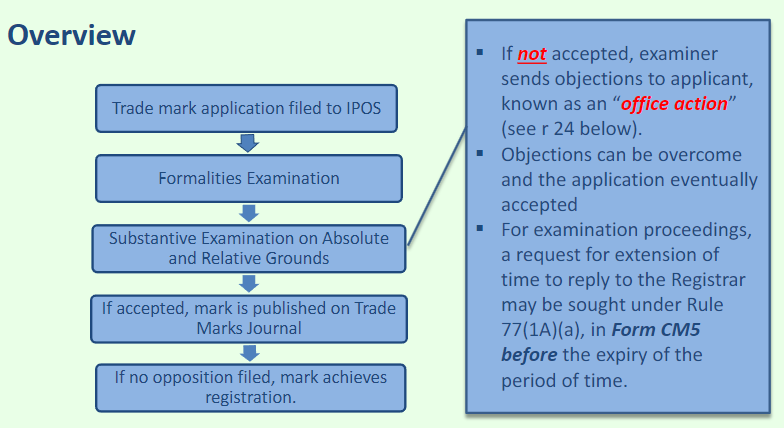 Overview
Trade mark application filed to IPOS
Formalities Examination
Substantive Examination on Absolute
and Relative Grounds
If accepted, mark is published on Trade
Marks Journal
If no opposition filed, mark achieves
registration.
▪ If not accepted, examiner
sends objections to applicant,
known as an “office action”
(see r 24 below).
▪ Objections can be overcome
and the application eventually
accepted
▪ For examination proceedings,
a request for extension of
time to reply to the Registrar
may be sought under Rule
77(1A)(a), in Form CM5
before the expiry of the
period of time.